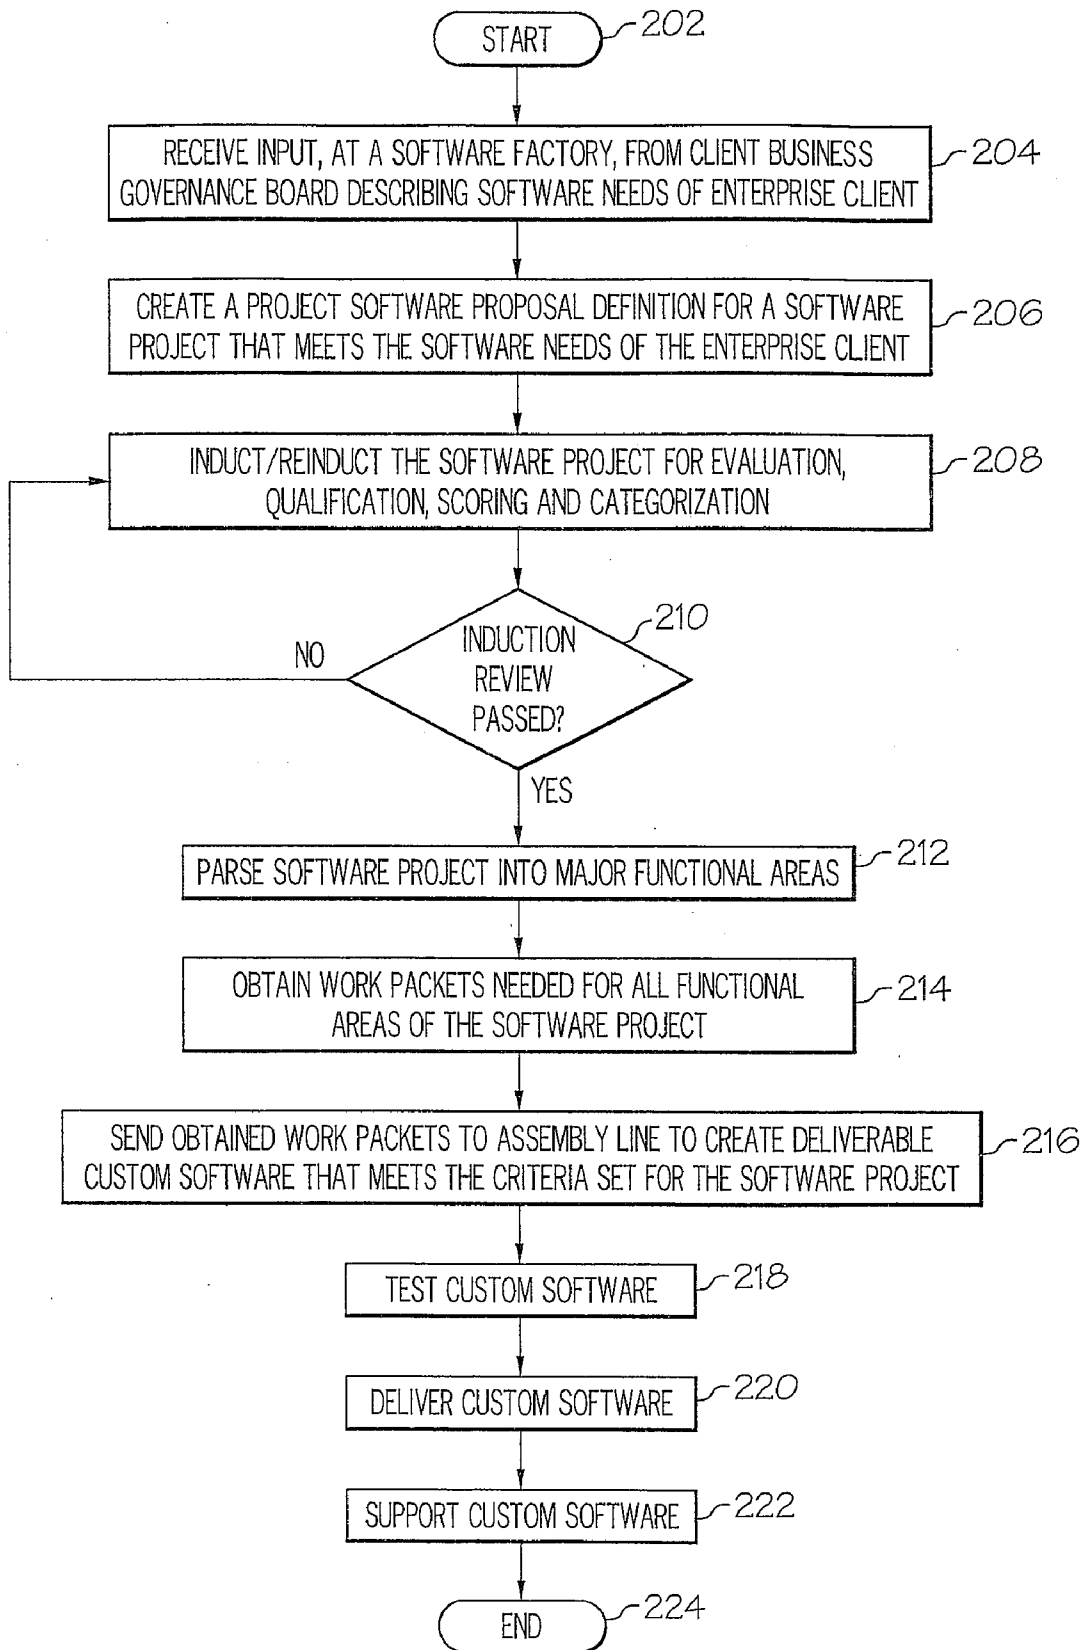 START
202
RECEIVE INPUT, AT A SOFTWARE FACTORY, FROM CLIENT BUSINESS
GOVERNANCE BOARD DESCRIBING SOFTWARE NEEDS OF ENTERPRISE CLIENT
204
CREATE A PROJECT SOFTWARE PROPOSAL DEFINITION FOR A SOFTWARE
PROJECT THAT MEETS THE SOFTWARE NEEDS OF THE ENTERPRISE CLIENT
206
INDUCT/REINDUCT THE SOFTWARE PROJECT FOR EVALUATION,
QUALIFICATION, SCORING AND CATEGORIZATION
208
INDUCTION
REVIEW
PASSED?
210
NO
YES
PARSE SOFTWARE PROJECT INTO MAJOR FUNCTIONAL AREAS
212
OBTAIN WORK PACKETS NEEDED FOR ALL FUNCTIONAL
AREAS OF THE SOFTWARE PROJECT
214
SEND OBTAINED WORK PACKETS TO ASSEMBLY LINE TO CREATE DELIVERABLE
CUSTOM SOFTWARE THAT MEETS THE CRITERIA SET FOR THE SOFTWARE PROJECT
216
TEST CUSTOM SOFTWARE
218
DELIVER CUSTOM SOFTWARE
220
SUPPORT CUSTOM SOFTWARE
222
END
224